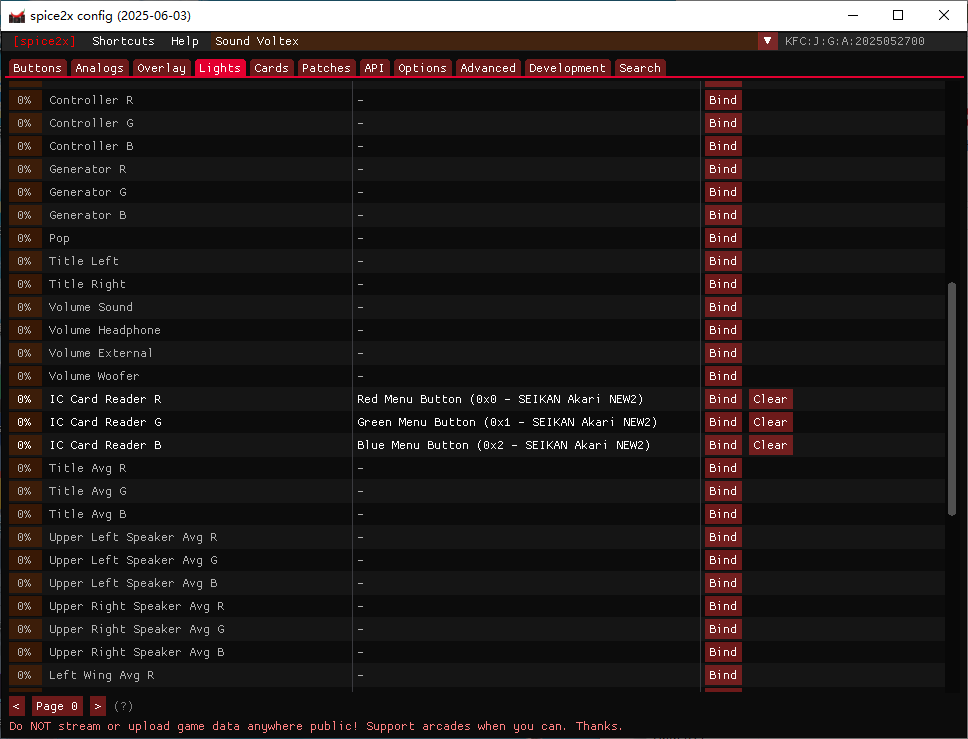 spice2x config (2025-06-03)
[spice2x] Shortcuts Help Sound Voltex ▼ KFC:J:G:A:2025052700
Buttons Analogs Overlay Lights Cards Patches API Options Advanced Development Search
0% Controller R - Bind
0% Controller G - Bind
0% Controller B - Bind
0% Generator R - Bind
0% Generator G - Bind
0% Generator B - Bind
0% Pop - Bind
0% Title Left - Bind
0% Title Right - Bind
0% Volume Sound - Bind
0% Volume Headphone - Bind
0% Volume External - Bind
0% Volume Woofer - Bind
0% IC Card Reader R Red Menu Button (0x0 - SEIKAN Akari NEW2) Bind Clear
0% IC Card Reader G Green Menu Button (0x1 - SEIKAN Akari NEW2) Bind Clear
0% IC Card Reader B Blue Menu Button (0x2 - SEIKAN Akari NEW2) Bind Clear
0% Title Avg R - Bind
0% Title Avg G - Bind
0% Title Avg B - Bind
0% Upper Left Speaker Avg R - Bind
0% Upper Left Speaker Avg G - Bind
0% Upper Left Speaker Avg B - Bind
0% Upper Right Speaker Avg R - Bind
0% Upper Right Speaker Avg G - Bind
0% Upper Right Speaker Avg B - Bind
0% Left Wing Avg R - Bind
< Page 0 > (?)
Do NOT stream or upload game data anywhere public! Support arcades when you can. Thanks.